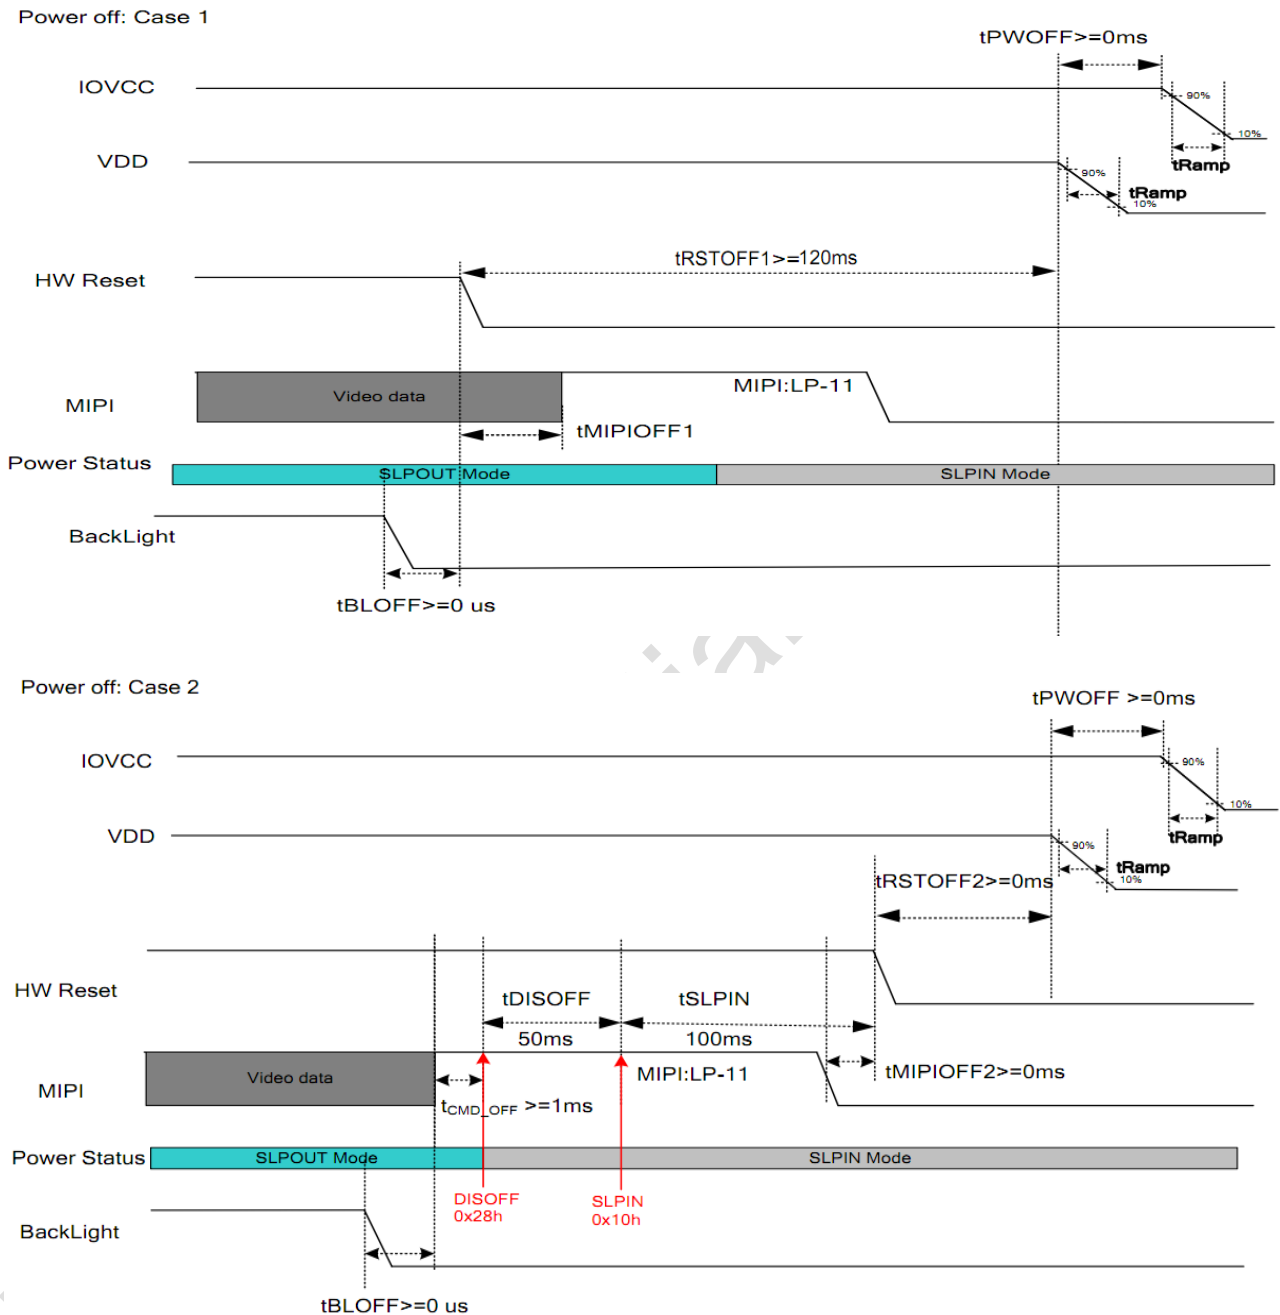 Power off: Case 1
tPWOFF>=0ms
IOVCC
90%
10%
tRamp
VDD
90%
tRamp
10%
tRSTOFF1>=120ms
HW Reset
MIPI:LP-11
Video data
MIPI
tMIPIOFF1
Power Status
SLPOUT Mode
SLPIN Mode
BackLight
tBLOFF>=0 us
Power off: Case 2
tPWOFF >=0ms
IOVCC
90%
10%
tRamp
VDD
90%
tRamp
10%
tRSTOFF2>=0ms
HW Reset
tDISOFF
tSLPIN
50ms
100ms
Video data
MIPI:LP-11
tMIPIOFF2>=0ms
MIPI
tCMD_OFF >=1ms
Power Status
SLPOUT Mode
SLPIN Mode
DISOFF
0x28h
SLPIN
0x10h
BackLight
tBLOFF>=0 us